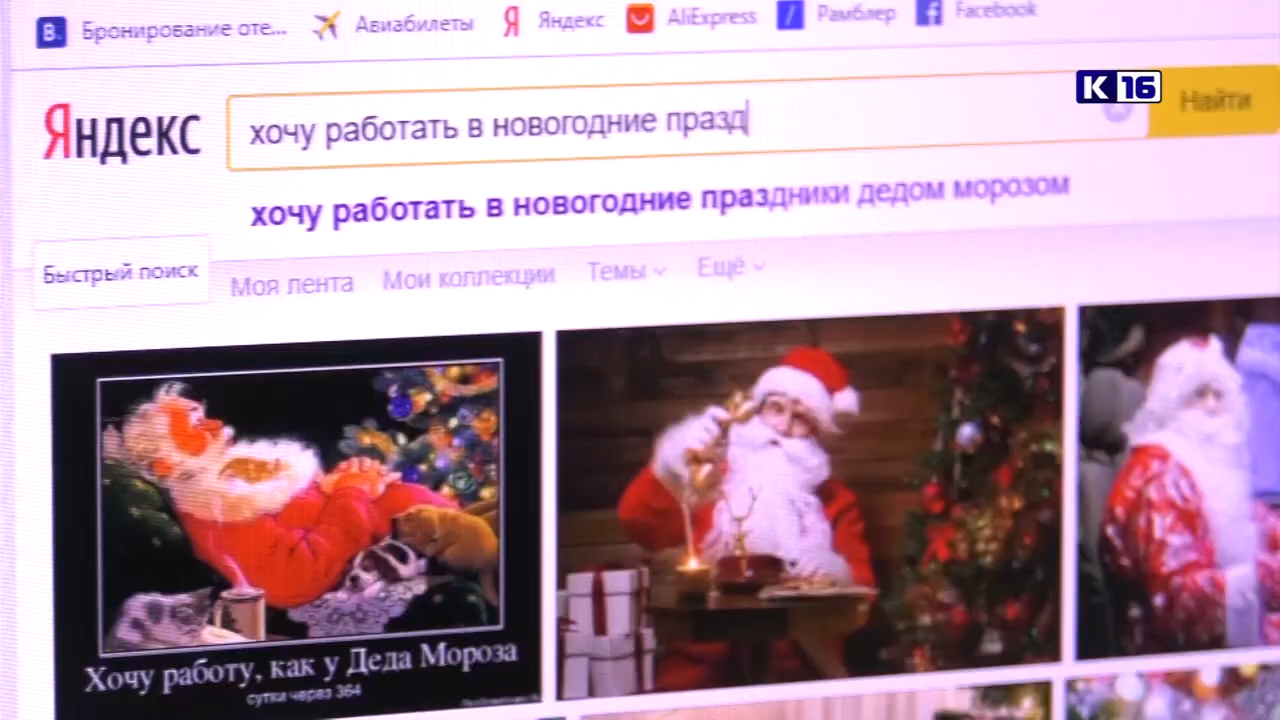 B. Бронирование оте... Авиабилеты Я Яндекс AliExpress Рамблер f Facebook
K 16
Яндекс хочу работать в новогодние празд Найти
хочу работать в новогодние праздники дедом морозом
Быстрый поиск Моя лента Мои коллекции Темы Ещё
Хочу работу, как у Деда Мороза
сутки через 364